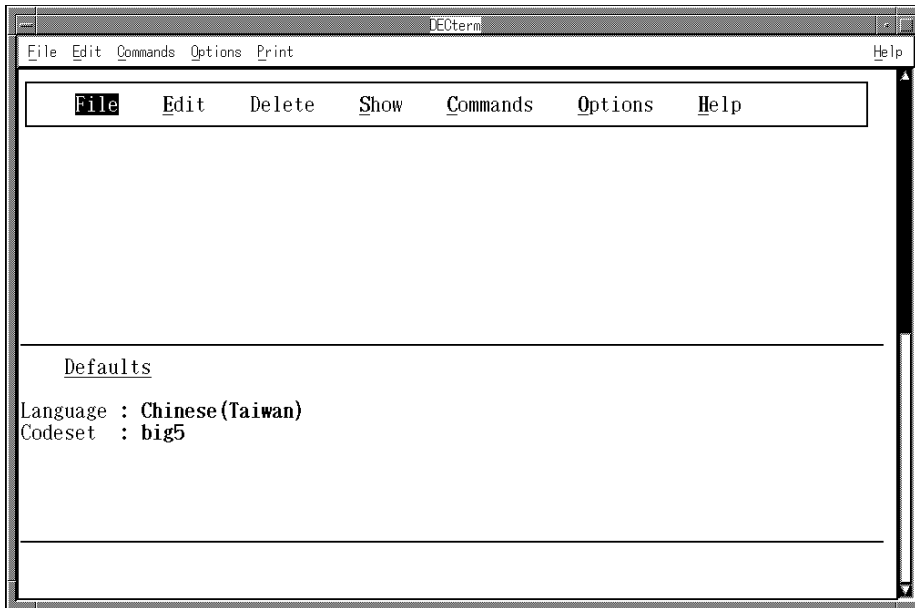 DECterm
File Edit Commands Options Print Help
File Edit Delete Show Commands Options Help
Defaults
Language : Chinese(Taiwan)
Codeset : big5